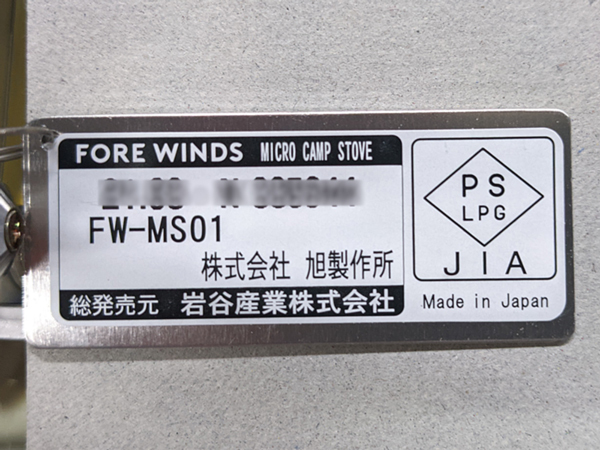 FORE WINDS MICRO CAMP STOVE
FW-MS01
株式会社 旭製作所
総発売元 岩谷産業株式会社
PS
LPG
JIA
Made in Japan